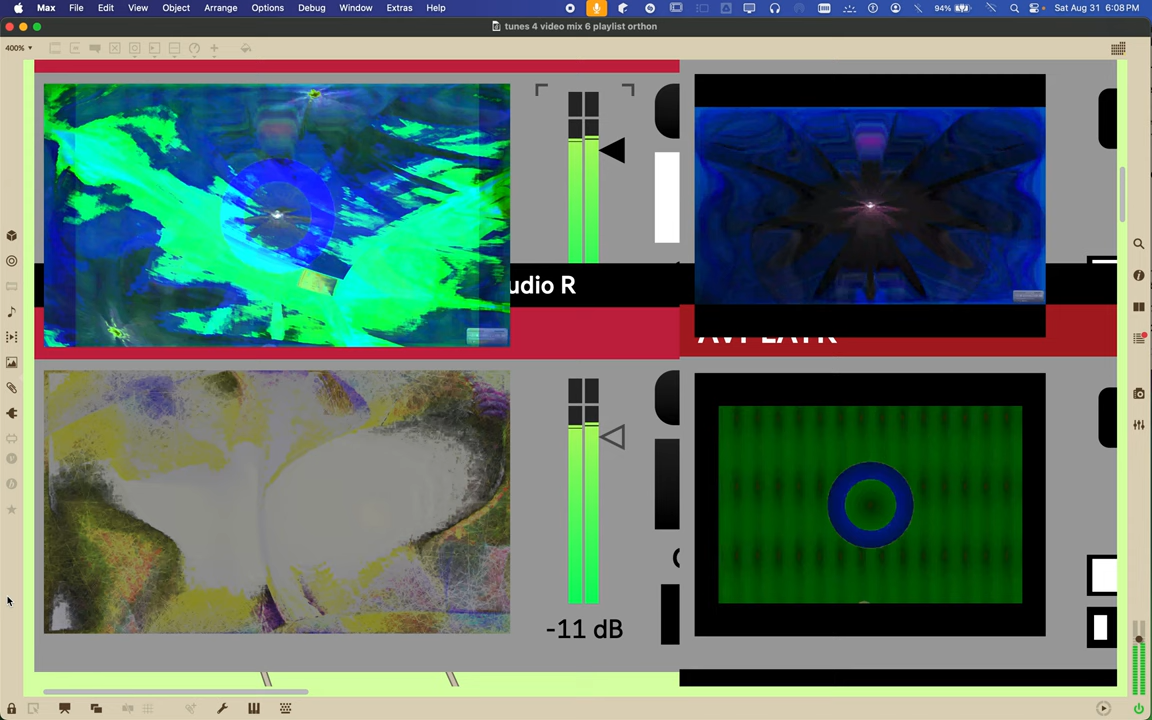 Max File Edit View Object Arrange Options Debug Window Extras Help 94% Sat Aug 31 6:08 PM
tunes 4 video mix 6 playlist orthon
400%
udio R
-11 dB